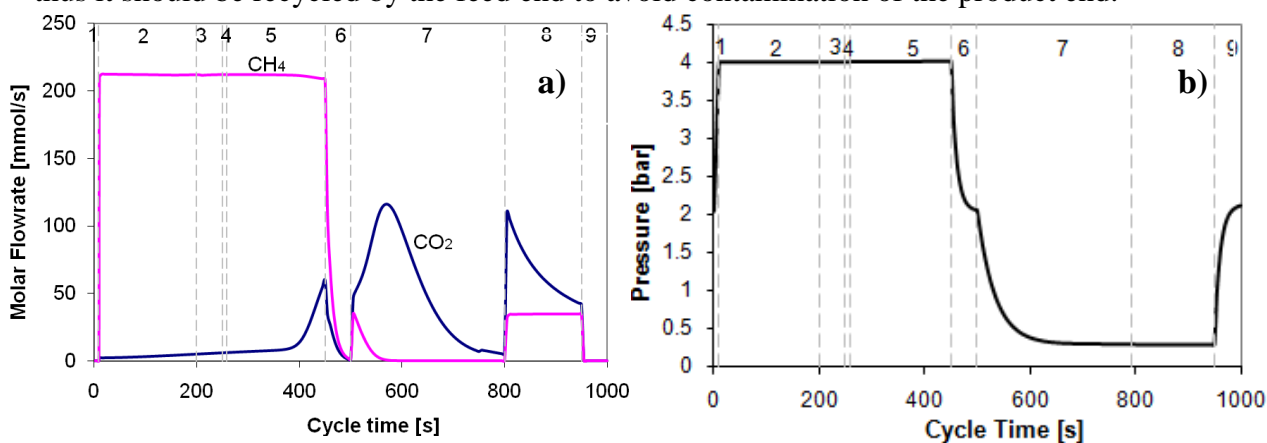 thus it should be recycled by the feed end to avoid contamination of the product end.
250
200
150
100
50
0
Molar Flowrate [mmol/s]
1 2 3 4 5 6 7 8 9
CH4
CO2
a)
0 200 400 600 800 1000
Cycle time [s]
4.5
4
3.5
3
2.5
2
1.5
1
0.5
0
Pressure [bar]
1 2 3 4 5 6 7 8 9
b)
0 200 400 600 800 1000
Cycle Time [s]